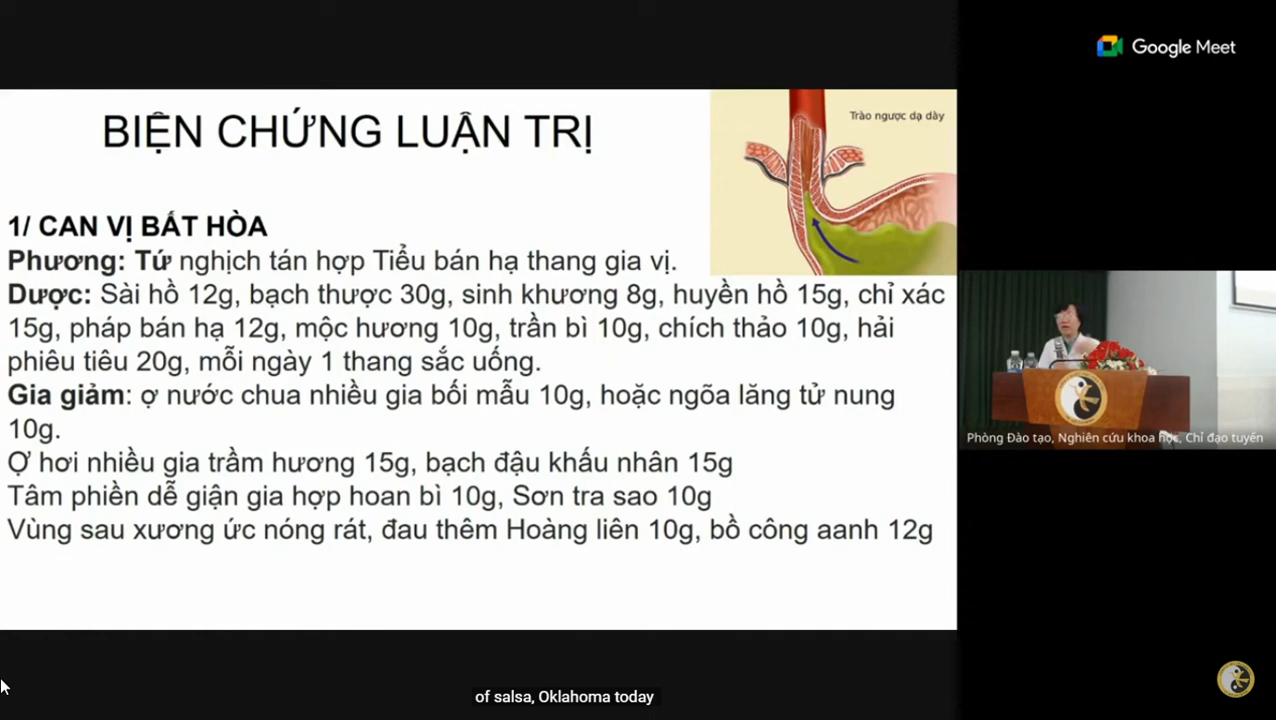 Google Meet
BIỆN CHỨNG LUẬN TRỊ
Trào ngược dạ dày
1/ CAN VỊ BẤT HÒA
Phương: Tứ nghịch tán hợp Tiểu bán hạ thang gia vị.
Dược: Sài hồ 12g, bạch thược 30g, sinh khương 8g, huyền hồ 15g, chỉ xác
15g, pháp bán hạ 12g, mộc hương 10g, trần bì 10g, chích thảo 10g, hải
phiêu tiêu 20g, mỗi ngày 1 thang sắc uống.
Gia giảm: ợ nước chua nhiều gia bối mẫu 10g, hoặc ngõa lăng tử nung
10g.
Ợ hơi nhiều gia trầm hương 15g, bạch đậu khấu nhân 15g
Tâm phiền dễ giận gia hợp hoan bì 10g, Sơn tra sao 10g
Vùng sau xương ức nóng rát, đau thêm Hoàng liên 10g, bồ công aanh 12g
Phòng Đào tạo, Nghiên cứu khoa học, Chỉ đạo tuyến
of salsa, Oklahoma today